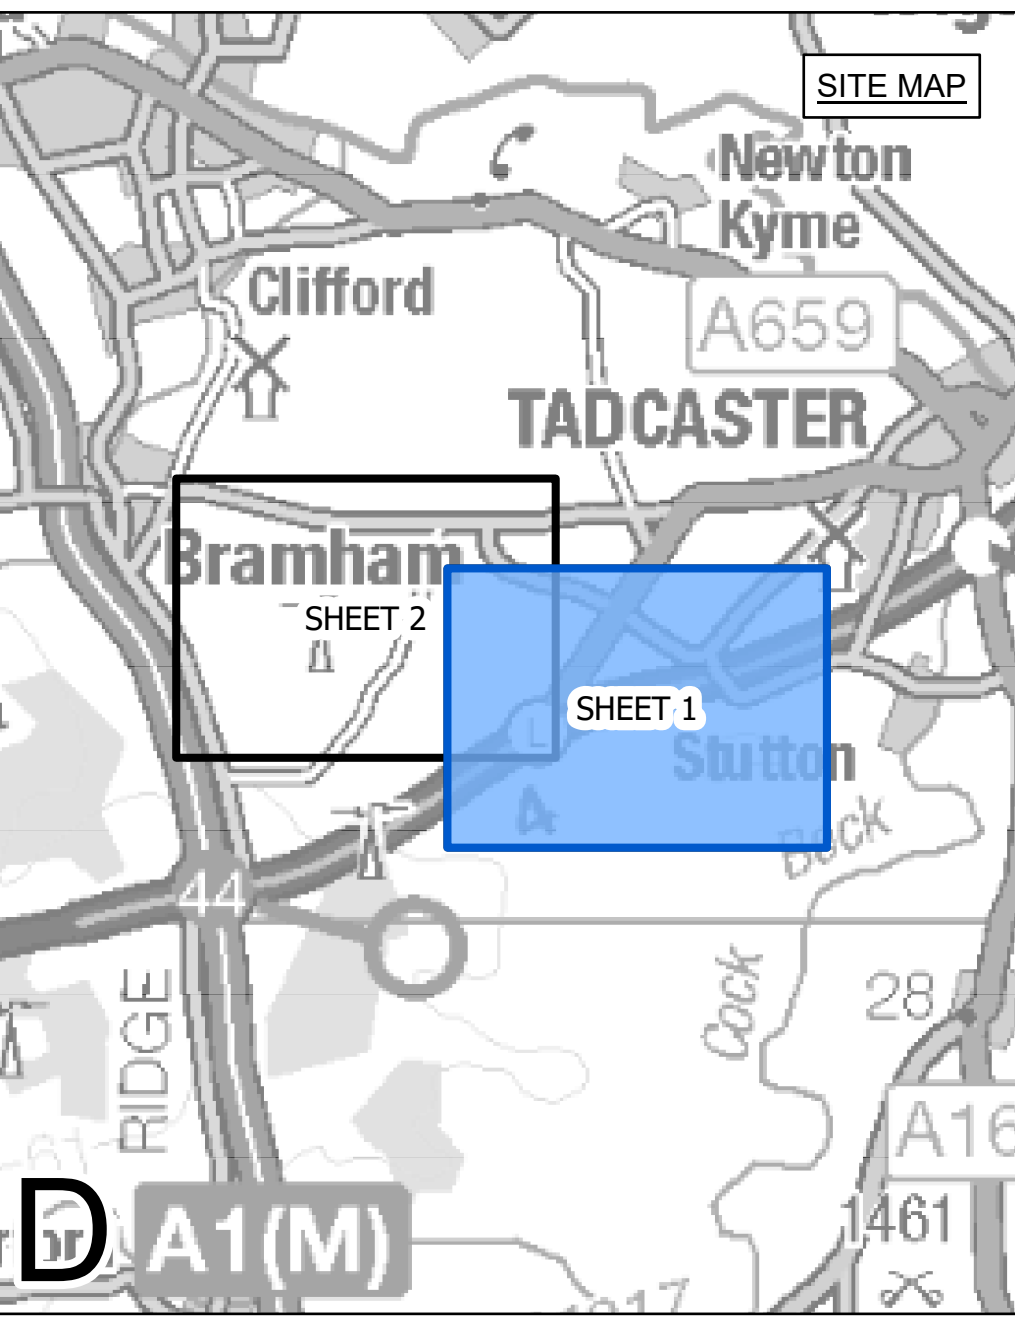 SITE MAP
Newton
Kyme
Clifford
A659
TADCASTER
Bramham
SHEET 2
SHEET 1
L
Stutton
Beck
44
Cock
28
RIDGE
A16
1461
D
A1(M)